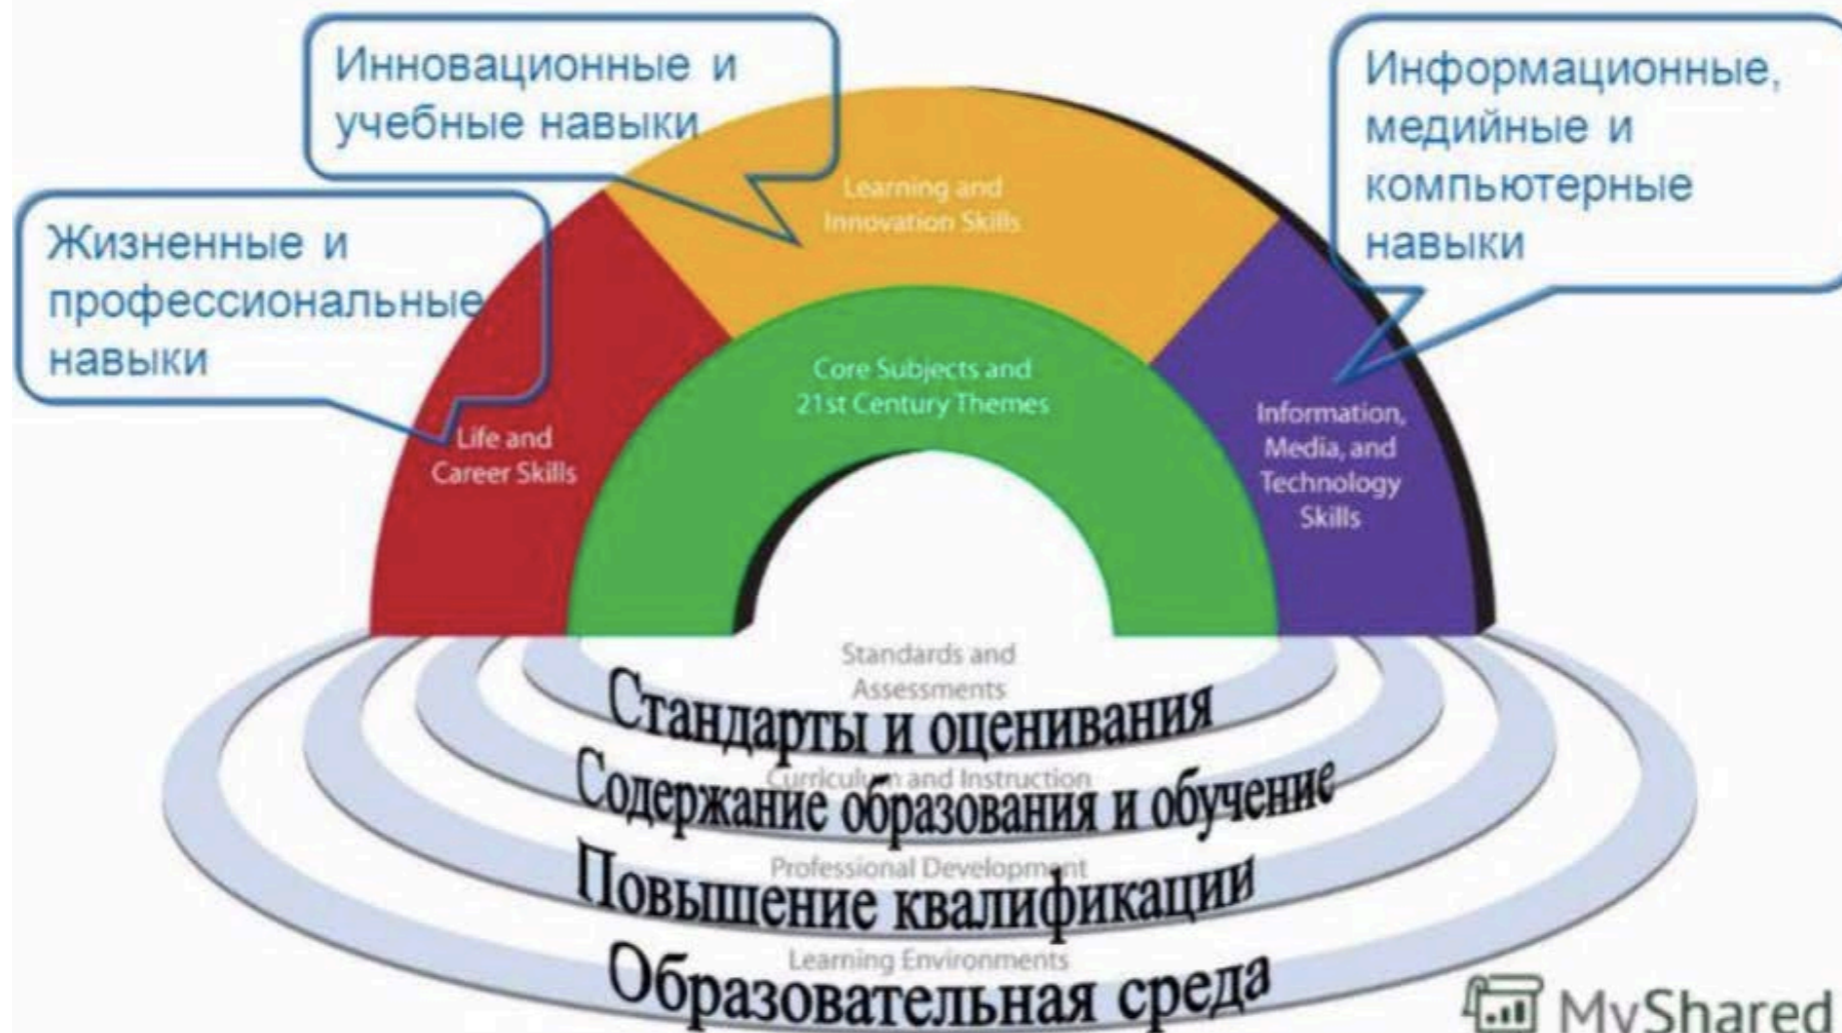 Инновационные и
учебные навыки
Информационные,
медийные и
компьютерные
навыки
Жизненные и
профессиональные
навыки
Learning and
Innovation Skills
Core Subjects and
21st Century Themes
Life and
Career Skills
Information,
Media, and
Technology
Skills
Standards and
Assessments
Стандарты и оценивания
Curriculum and Instruction
Содержание образования и обучение
Professional Development
Повышение квалификации
Learning Environments
Образовательная среда
MyShared